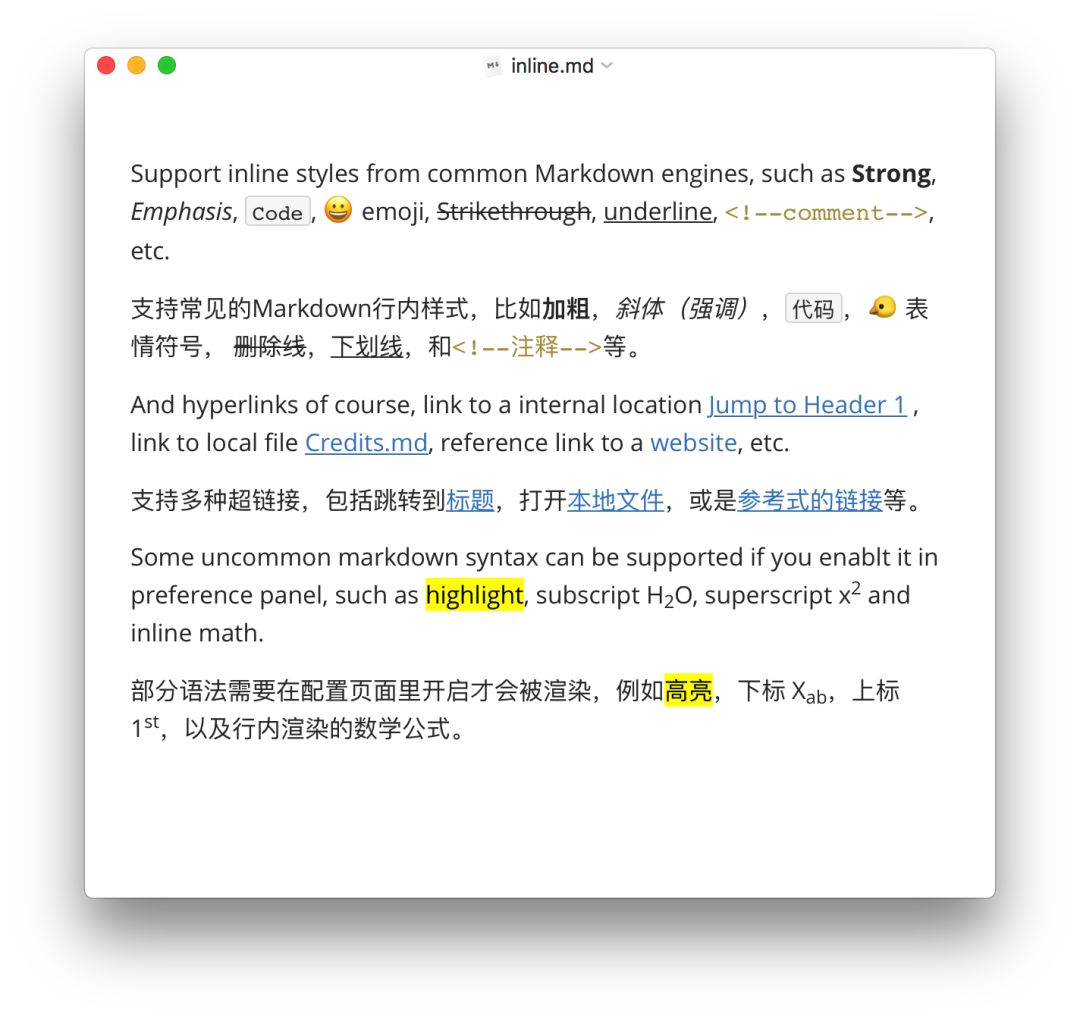 inline.md
Support inline styles from common Markdown engines, such as Strong,
Emphasis, Code, 😀 emoji, Strikethrough, underline, <!--comment-->,
etc.
支持常见的Markdown行内样式，比如加粗，斜体（强调）， 代码， 🐤 表
情符号， 删除线，下划线，和<!--注释-->等。
And hyperlinks of course, link to a internal location Jump to Header 1 ,
link to local file Credits.md, reference link to a website, etc.
支持多种超链接，包括跳转到标题，打开本地文件，或是参考式的链接等。
Some uncommon markdown syntax can be supported if you enablt it in
preference panel, such as highlight, subscript H₂O, superscript x² and
inline math.
部分语法需要在配置页面里开启才会被渲染，例如高亮，下标 Xab，上标
1st，以及行内渲染的数学公式。